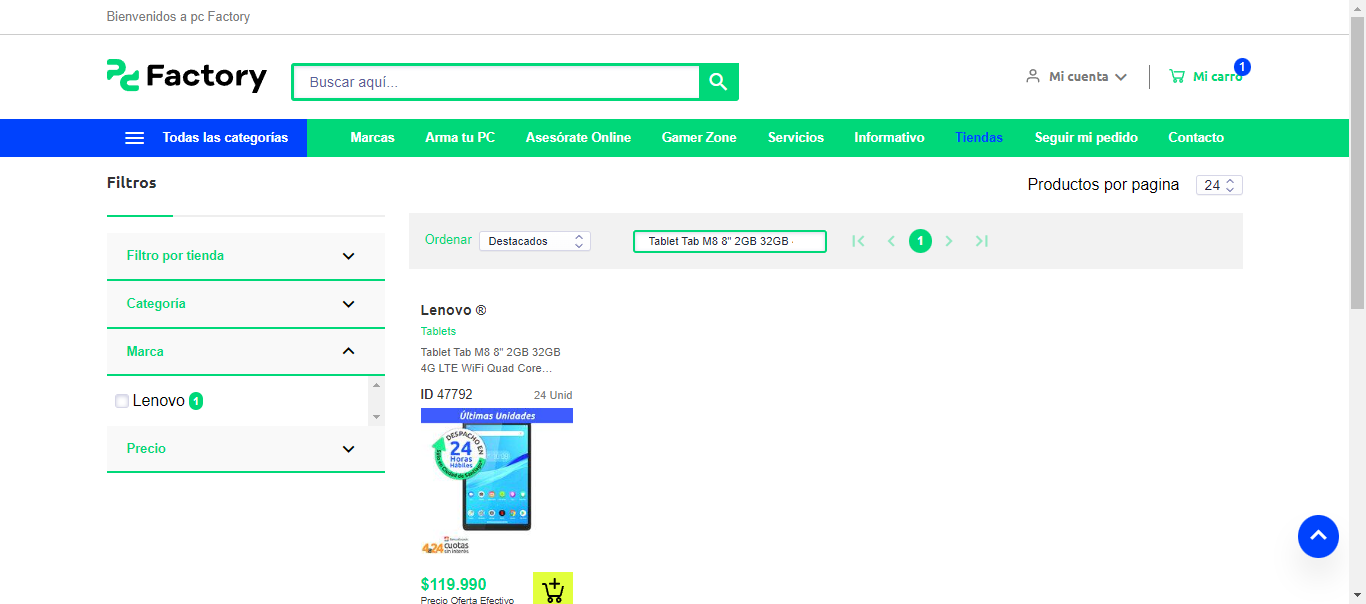 Bienvenidos a pc Factory
Factory
Buscar aquí...
Mi cuenta
Mi carro
1
Todas las categorías
Marcas
Arma tu PC
Asesórate Online
Gamer Zone
Servicios
Informativo
Tiendas
Seguir mi pedido
Contacto
Filtros
Productos por pagina
24
Ordenar
Destacados
Tablet Tab M8 8" 2GB 32GB
1
Filtro por tienda
Categoría
Marca
Lenovo 1
Precio
Lenovo ®
Tablets
Tablet Tab M8 8" 2GB 32GB
4G LTE WiFi Quad Core...
ID 47792
24 Unid
Últimas Unidades
DESPACHO EN
24
Horas
Hábiles
cuotas
sin interés
$119.990
Precio Oferta Efectivo